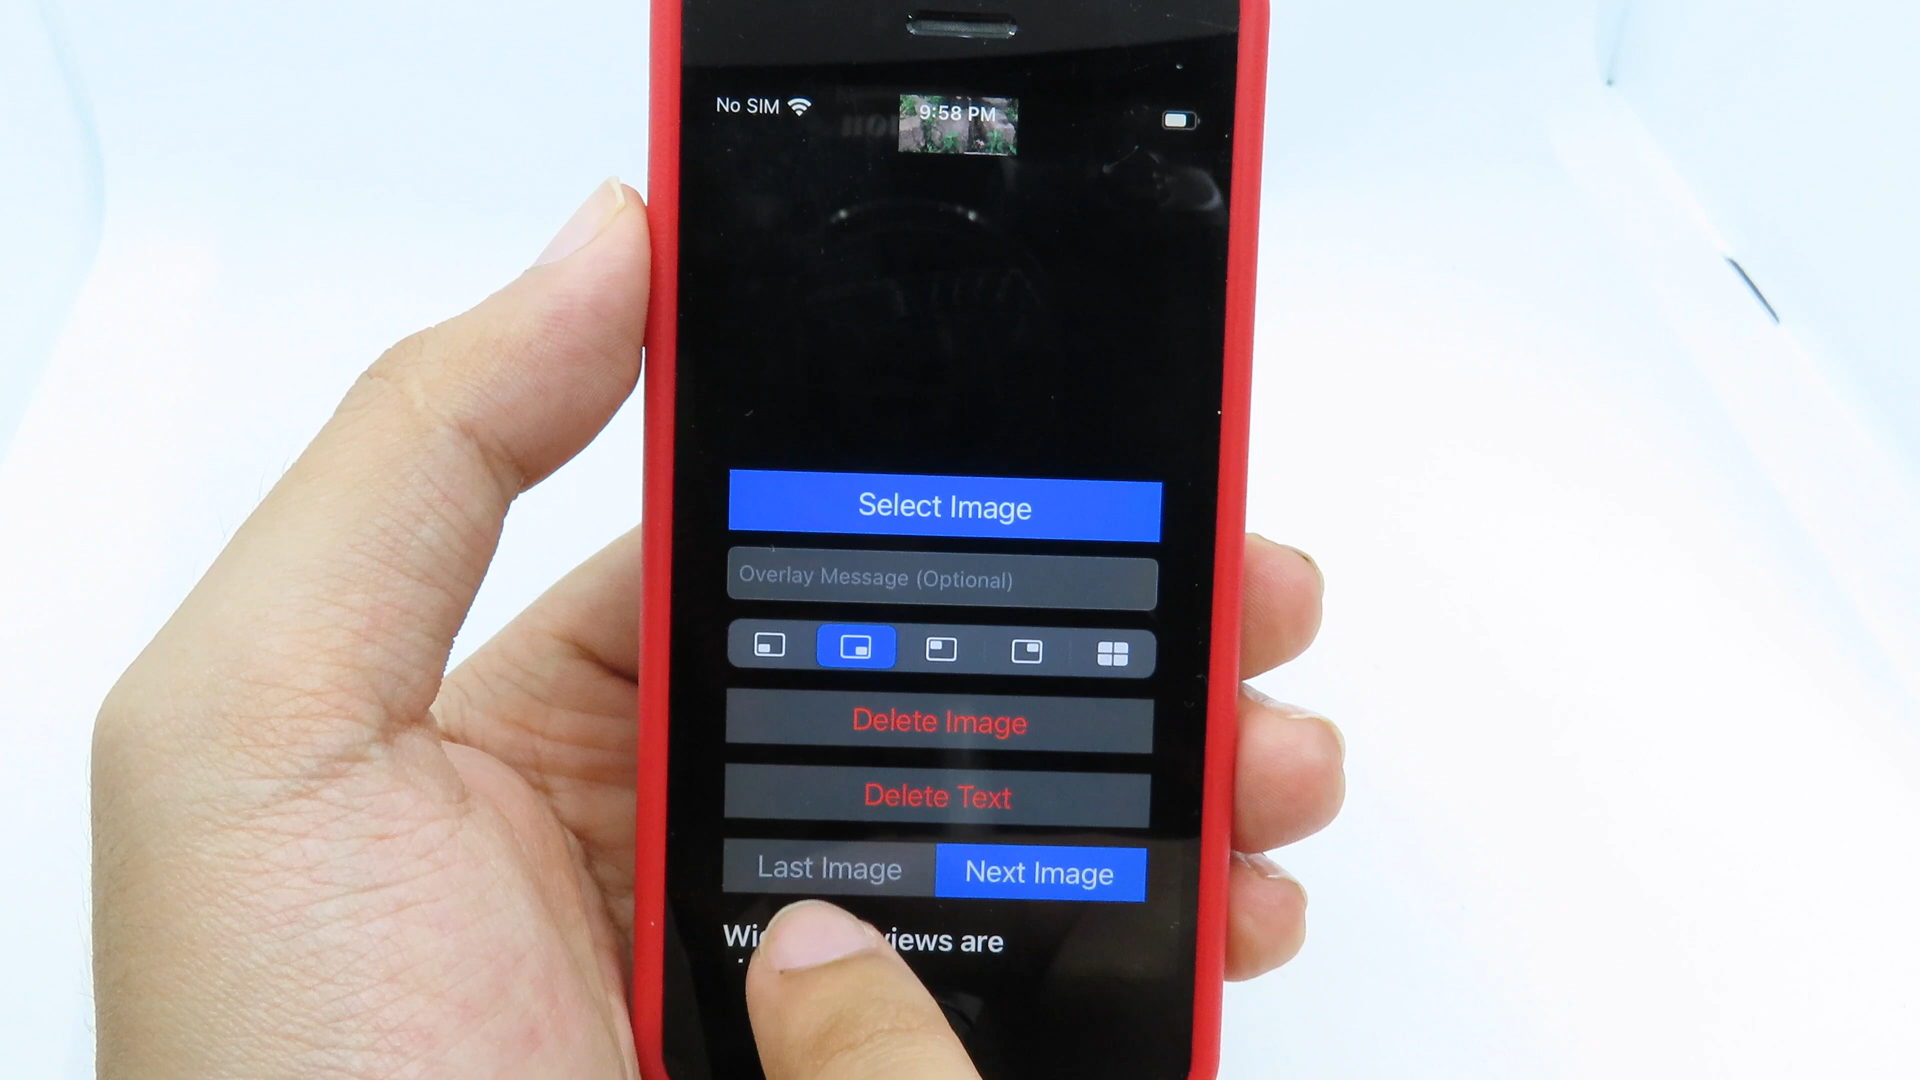 No SIM
9:58 PM
Select Image
Overlay Message (Optional)
Delete Image
Delete Text
Last Image
Next Image
are